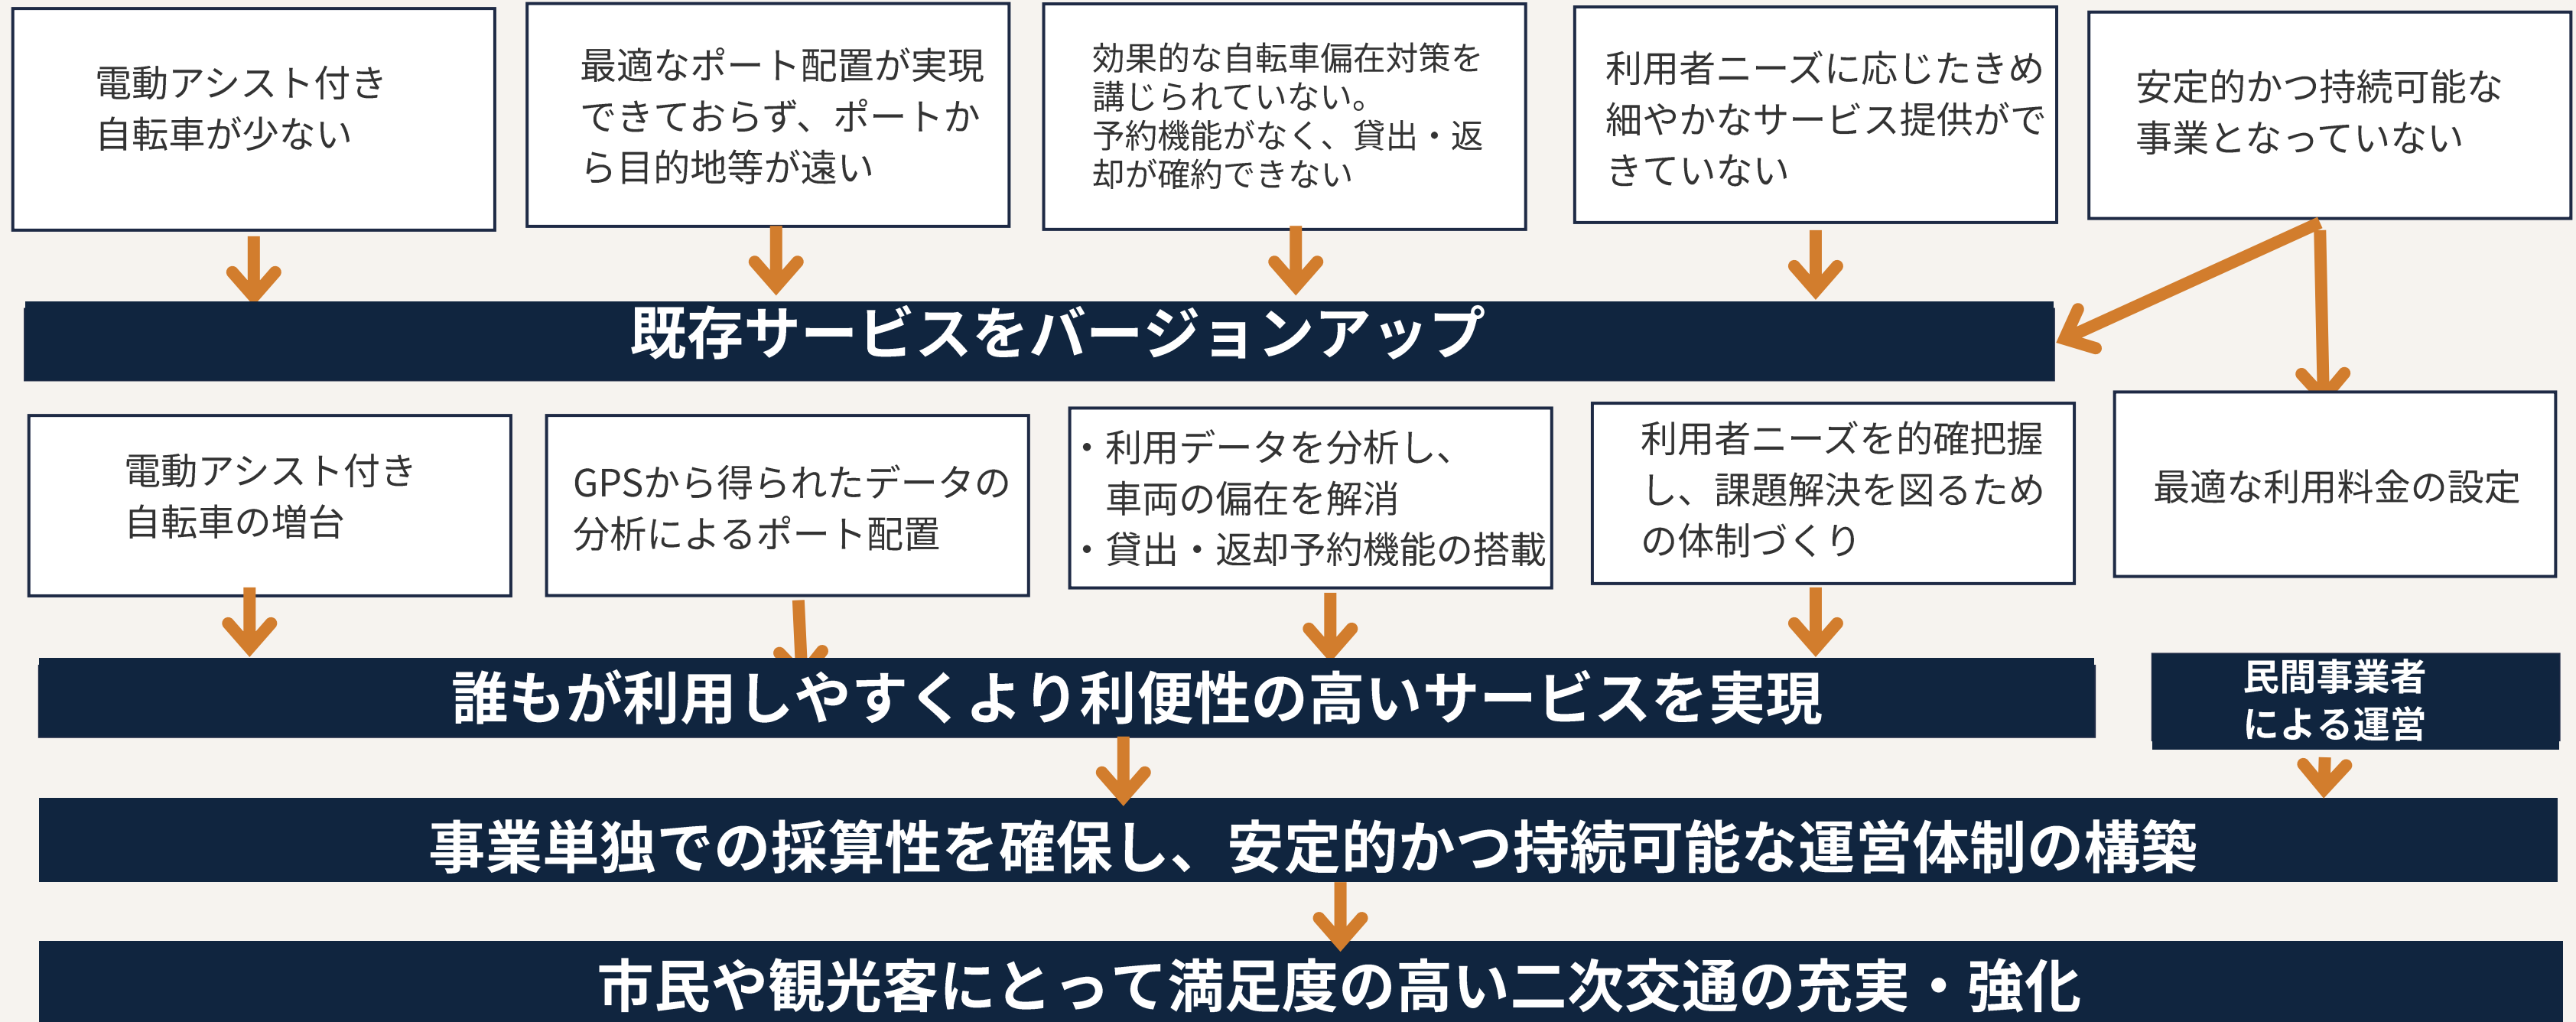 電動アシスト付き
自転車が少ない
最適なポート配置が実現
できておらず、ポートか
ら目的地等が遠い
効果的な自転車偏在対策を
講じられていない。
予約機能がなく、貸出・返
却が確約できない
利用者ニーズに応じたきめ
細やかなサービス提供がで
きていない
安定的かつ持続可能な
事業となっていない
既存サービスをバージョンアップ
電動アシスト付き
自転車の増台
GPSから得られたデータの
分析によるポート配置
・利用データを分析し、
車両の偏在を解消
・貸出・返却予約機能の搭載
利用者ニーズを的確把握
し、課題解決を図るため
の体制づくり
最適な利用料金の設定
誰もが利用しやすくより利便性の高いサービスを実現
民間事業者
による運営
事業単独での採算性を確保し、安定的かつ持続可能な運営体制の構築
市民や観光客にとって満足度の高い二次交通の充実・強化